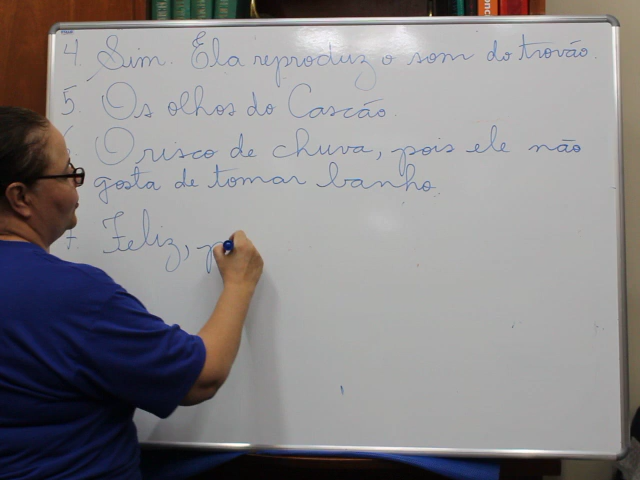 4. Sim. Ela reproduz o som do trovão.
5. Os olhos do Cascão.
O risco de chuva, pois ele não
gosta de tomar banho.
7 Feliz, p